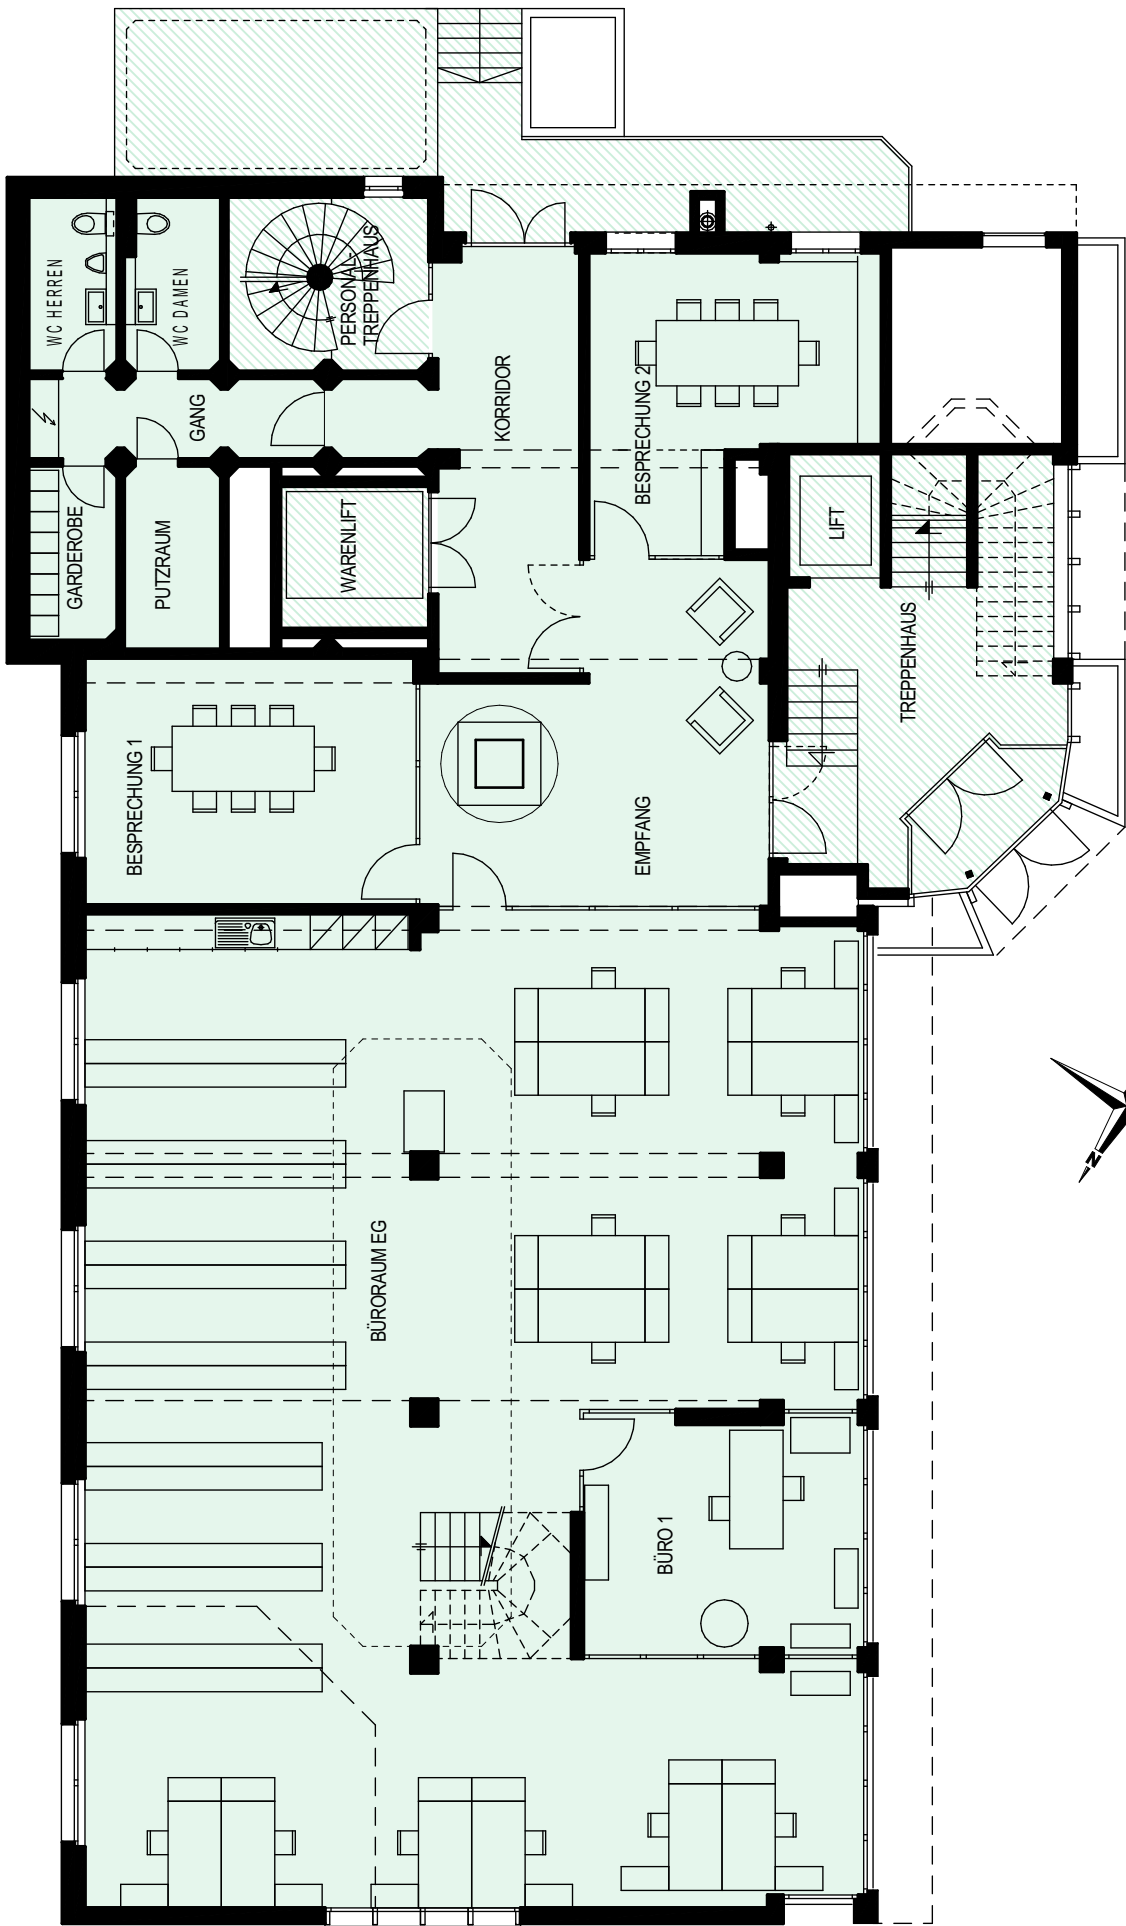 WC HERREN
WC DAMEN
PERSONAL-
TREPPENHAUS
GANG
KORRIDOR
BESPRECHUNG 2
GARDEROBE
PUTZRAUM
WARENLIFT
LIFT
TREPPENHAUS
BESPRECHUNG 1
EMPFANG
N
BÜRORAUM EG
BÜRO 1